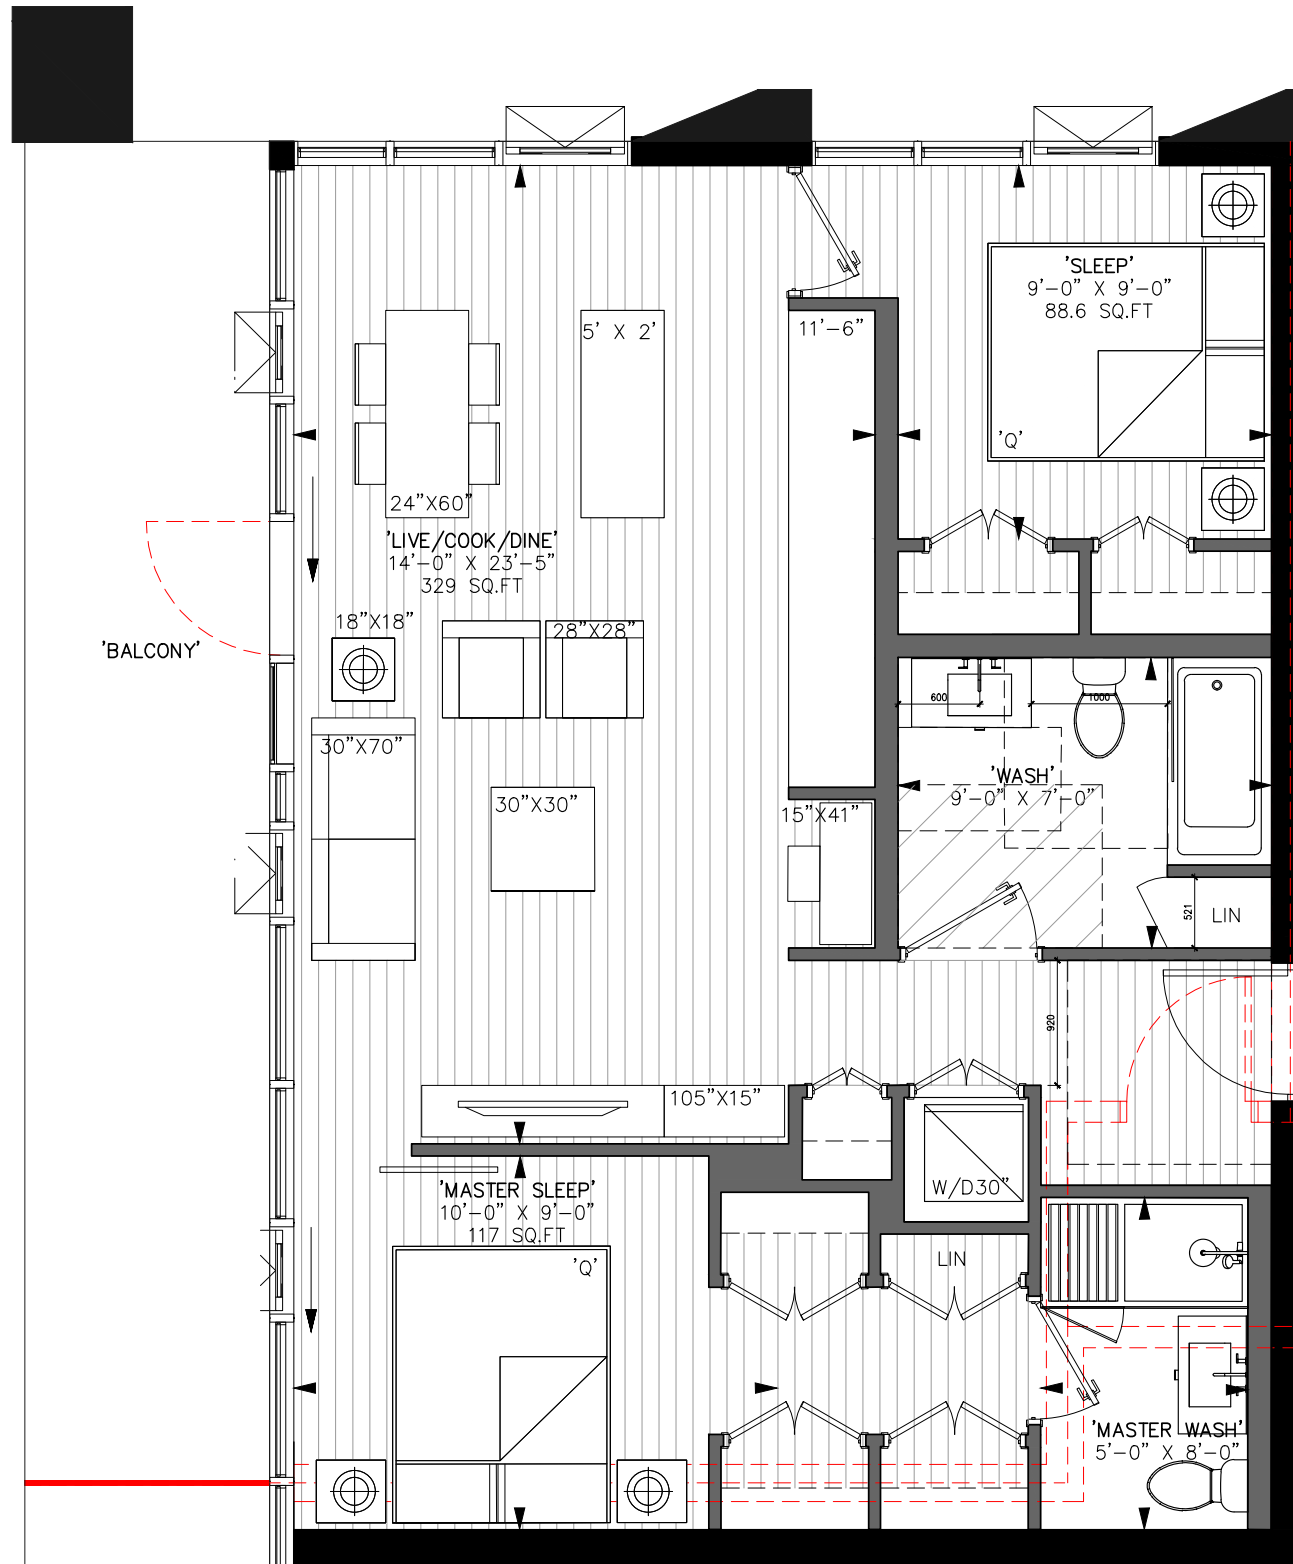 'SLEEP'
9'-0" X 9'-0"
88.6 SQ.FT
5' X 2'
11'-6"
'Q'
24"X60"
'LIVE/COOK/DINE'
14'-0" X 23'-5"
329 SQ.FT
18"X18"
28"X28"
'BALCONY'
600
1000
30"X70"
'WASH'
9'-0" X 7'-0"
30"X30"
15"X41"
521
LIN
920
105"X15"
'MASTER SLEEP'
10'-0" X 9'-0"
117 SQ.FT
W/D30"
'Q'
LIN
'MASTER WASH'
5'-0" X 8'-0"